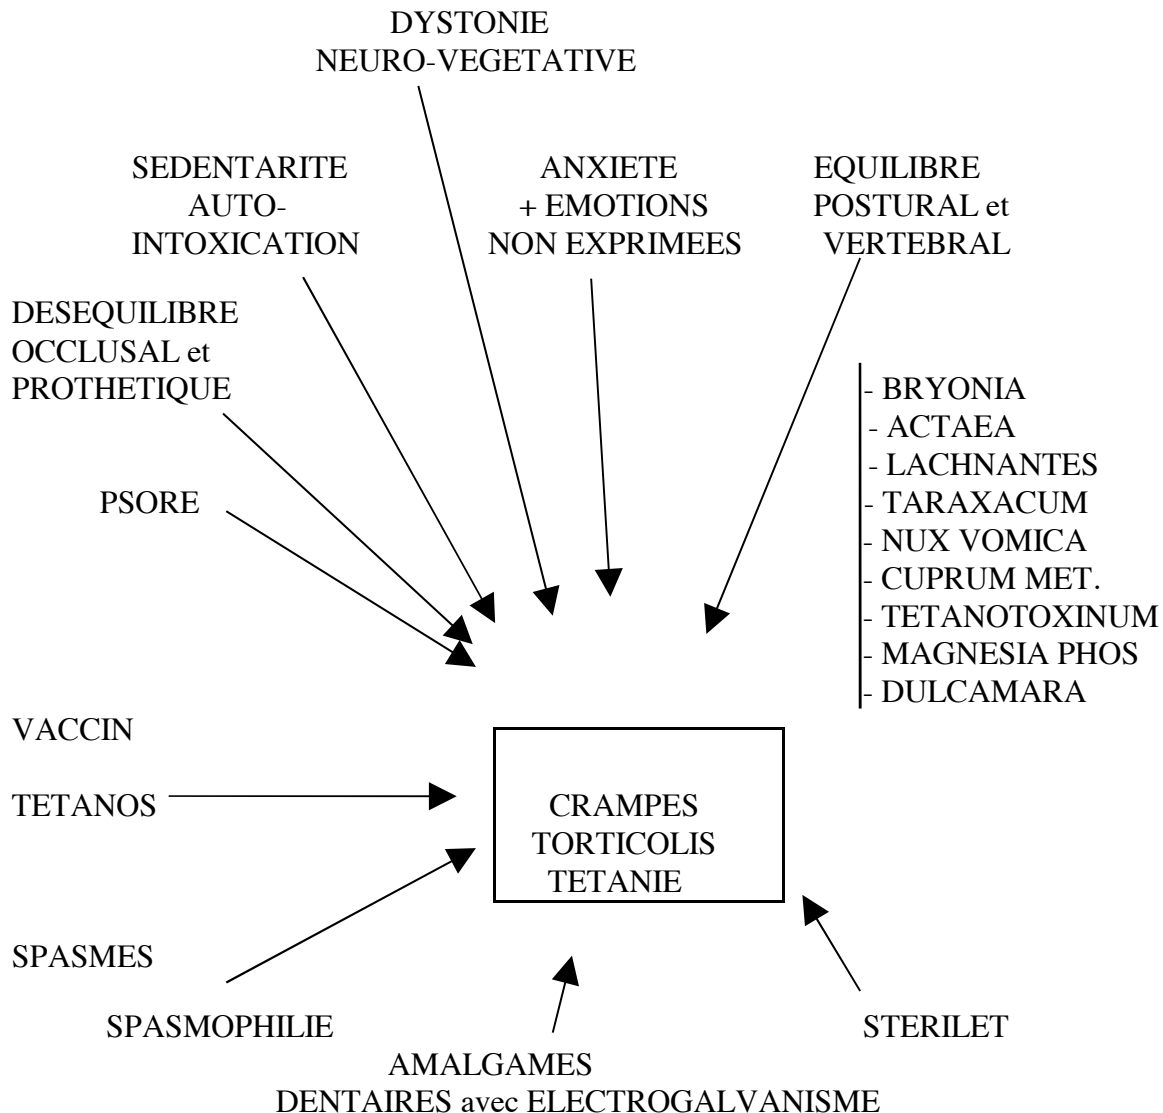 DYSTONIE
NEURO-VEGETATIVE
SEDENTARITE
AUTO-
INTOXICATION
ANXIETE
+ EMOTIONS
NON EXPRIMEES
EQUILIBRE
POSTURAL et
VERTEBRAL
DESEQUILIBRE
OCCLUSAL et
PROTHETIQUE
- BRYONIA
- ACTAEA
- LACHNANTES
- TARAXACUM
- NUX VOMICA
- CUPRUM MET.
- TETANOTOXINUM
- MAGNESIA PHOS
- DULCAMARA
PSORE
VACCIN
TETANOS
CRAMPES
TORTICOLIS
TETANIE
SPASMES
SPASMOPHILIE
STERILET
AMALGAMES
DENTAIRES avec ELECTROGALVANISME